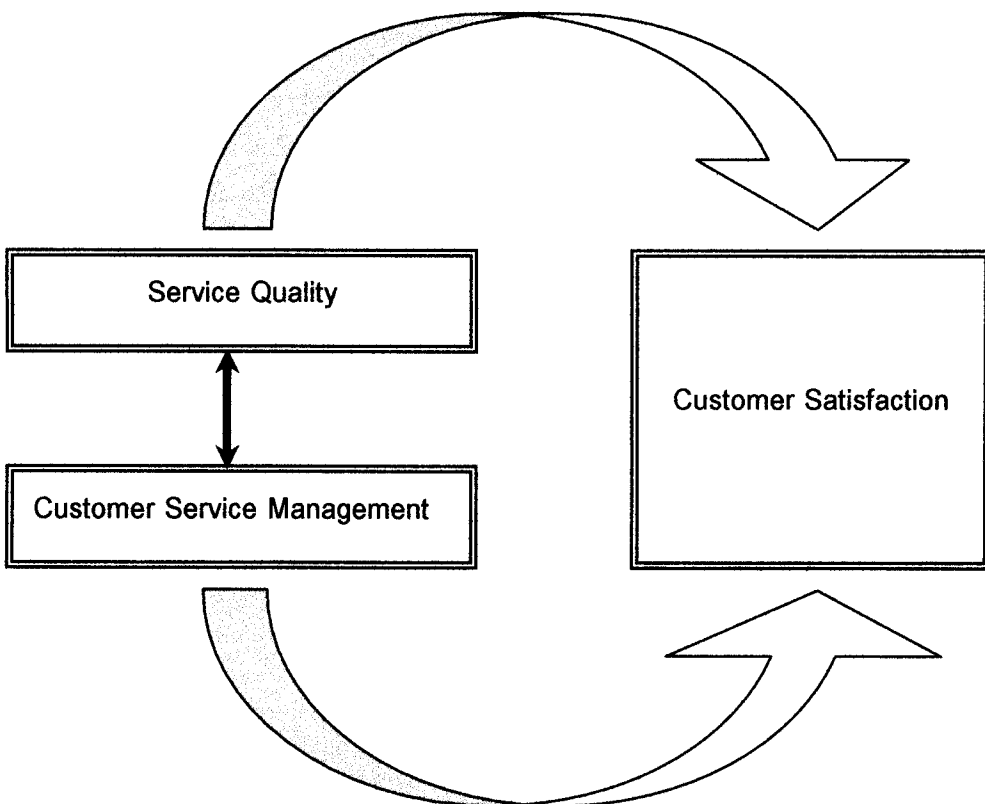 Service Quality
Customer Satisfaction
Customer Service Management